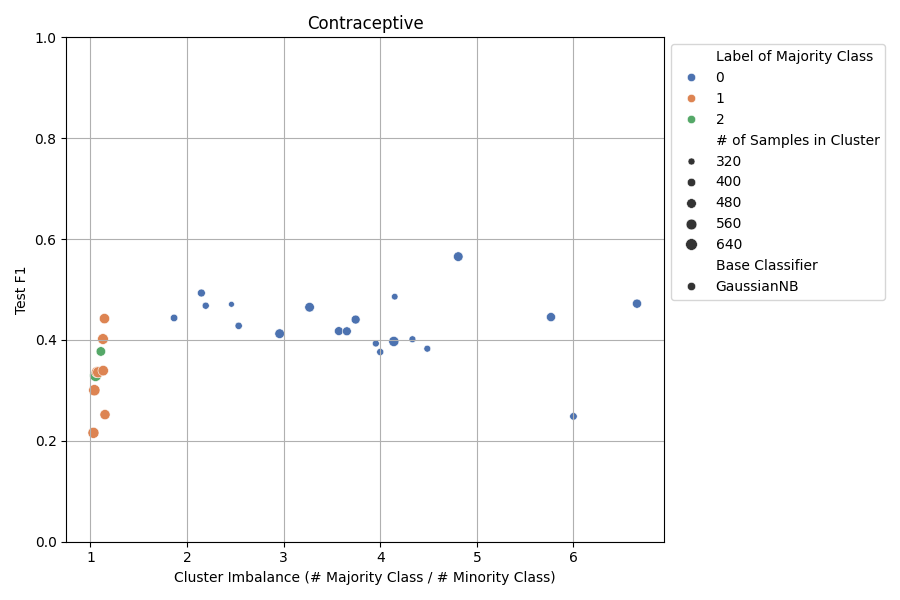 Contraceptive
Test F1
1.0
0.8
0.6
0.4
0.2
0.0
1 2 3 4 5 6
Cluster Imbalance (# Majority Class / # Minority Class)
Label of Majority Class
0
1
2
# of Samples in Cluster
320
400
480
560
640
Base Classifier
GaussianNB